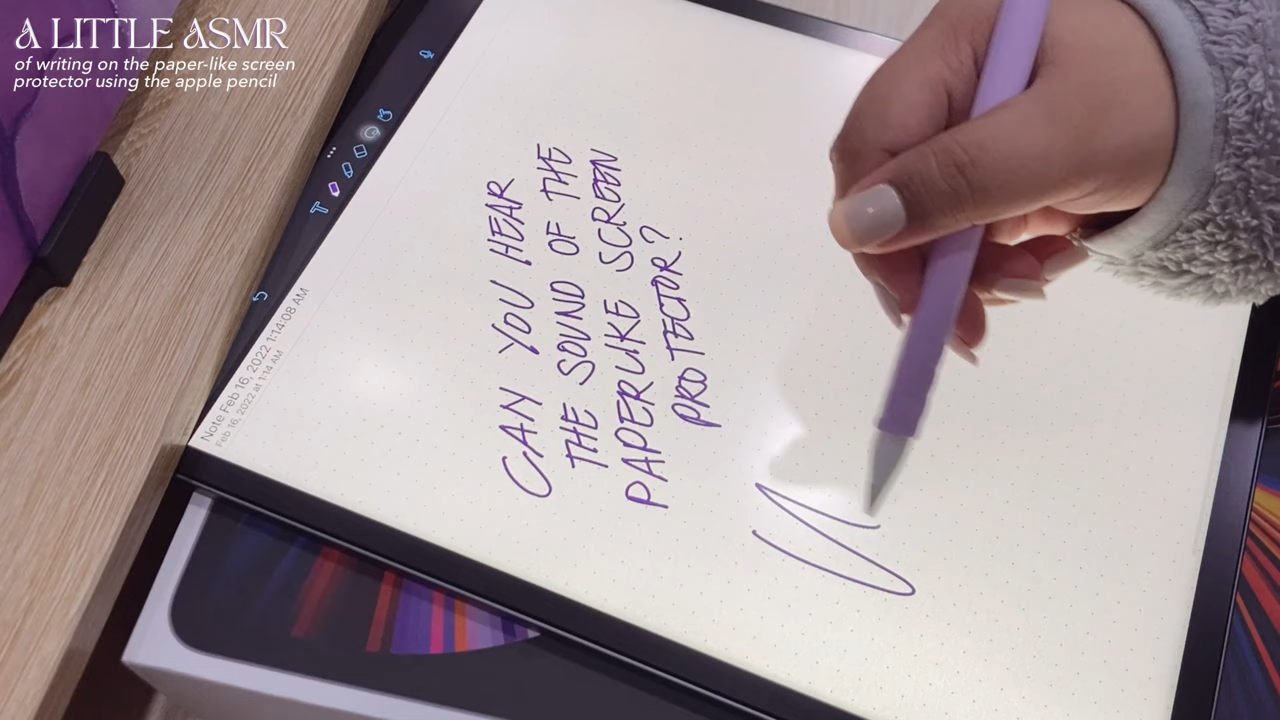 A LITTLE ASMR
of writing on the paper-like screen
protector using the apple pencil
Note Feb 16, 2022 1:14:08 AM
Feb 16, 2022 at 1:14 AM
CAN YOU HEAR
THE SOUND OF THE
PAPERLIKE SCREEN
PROTECTOR?